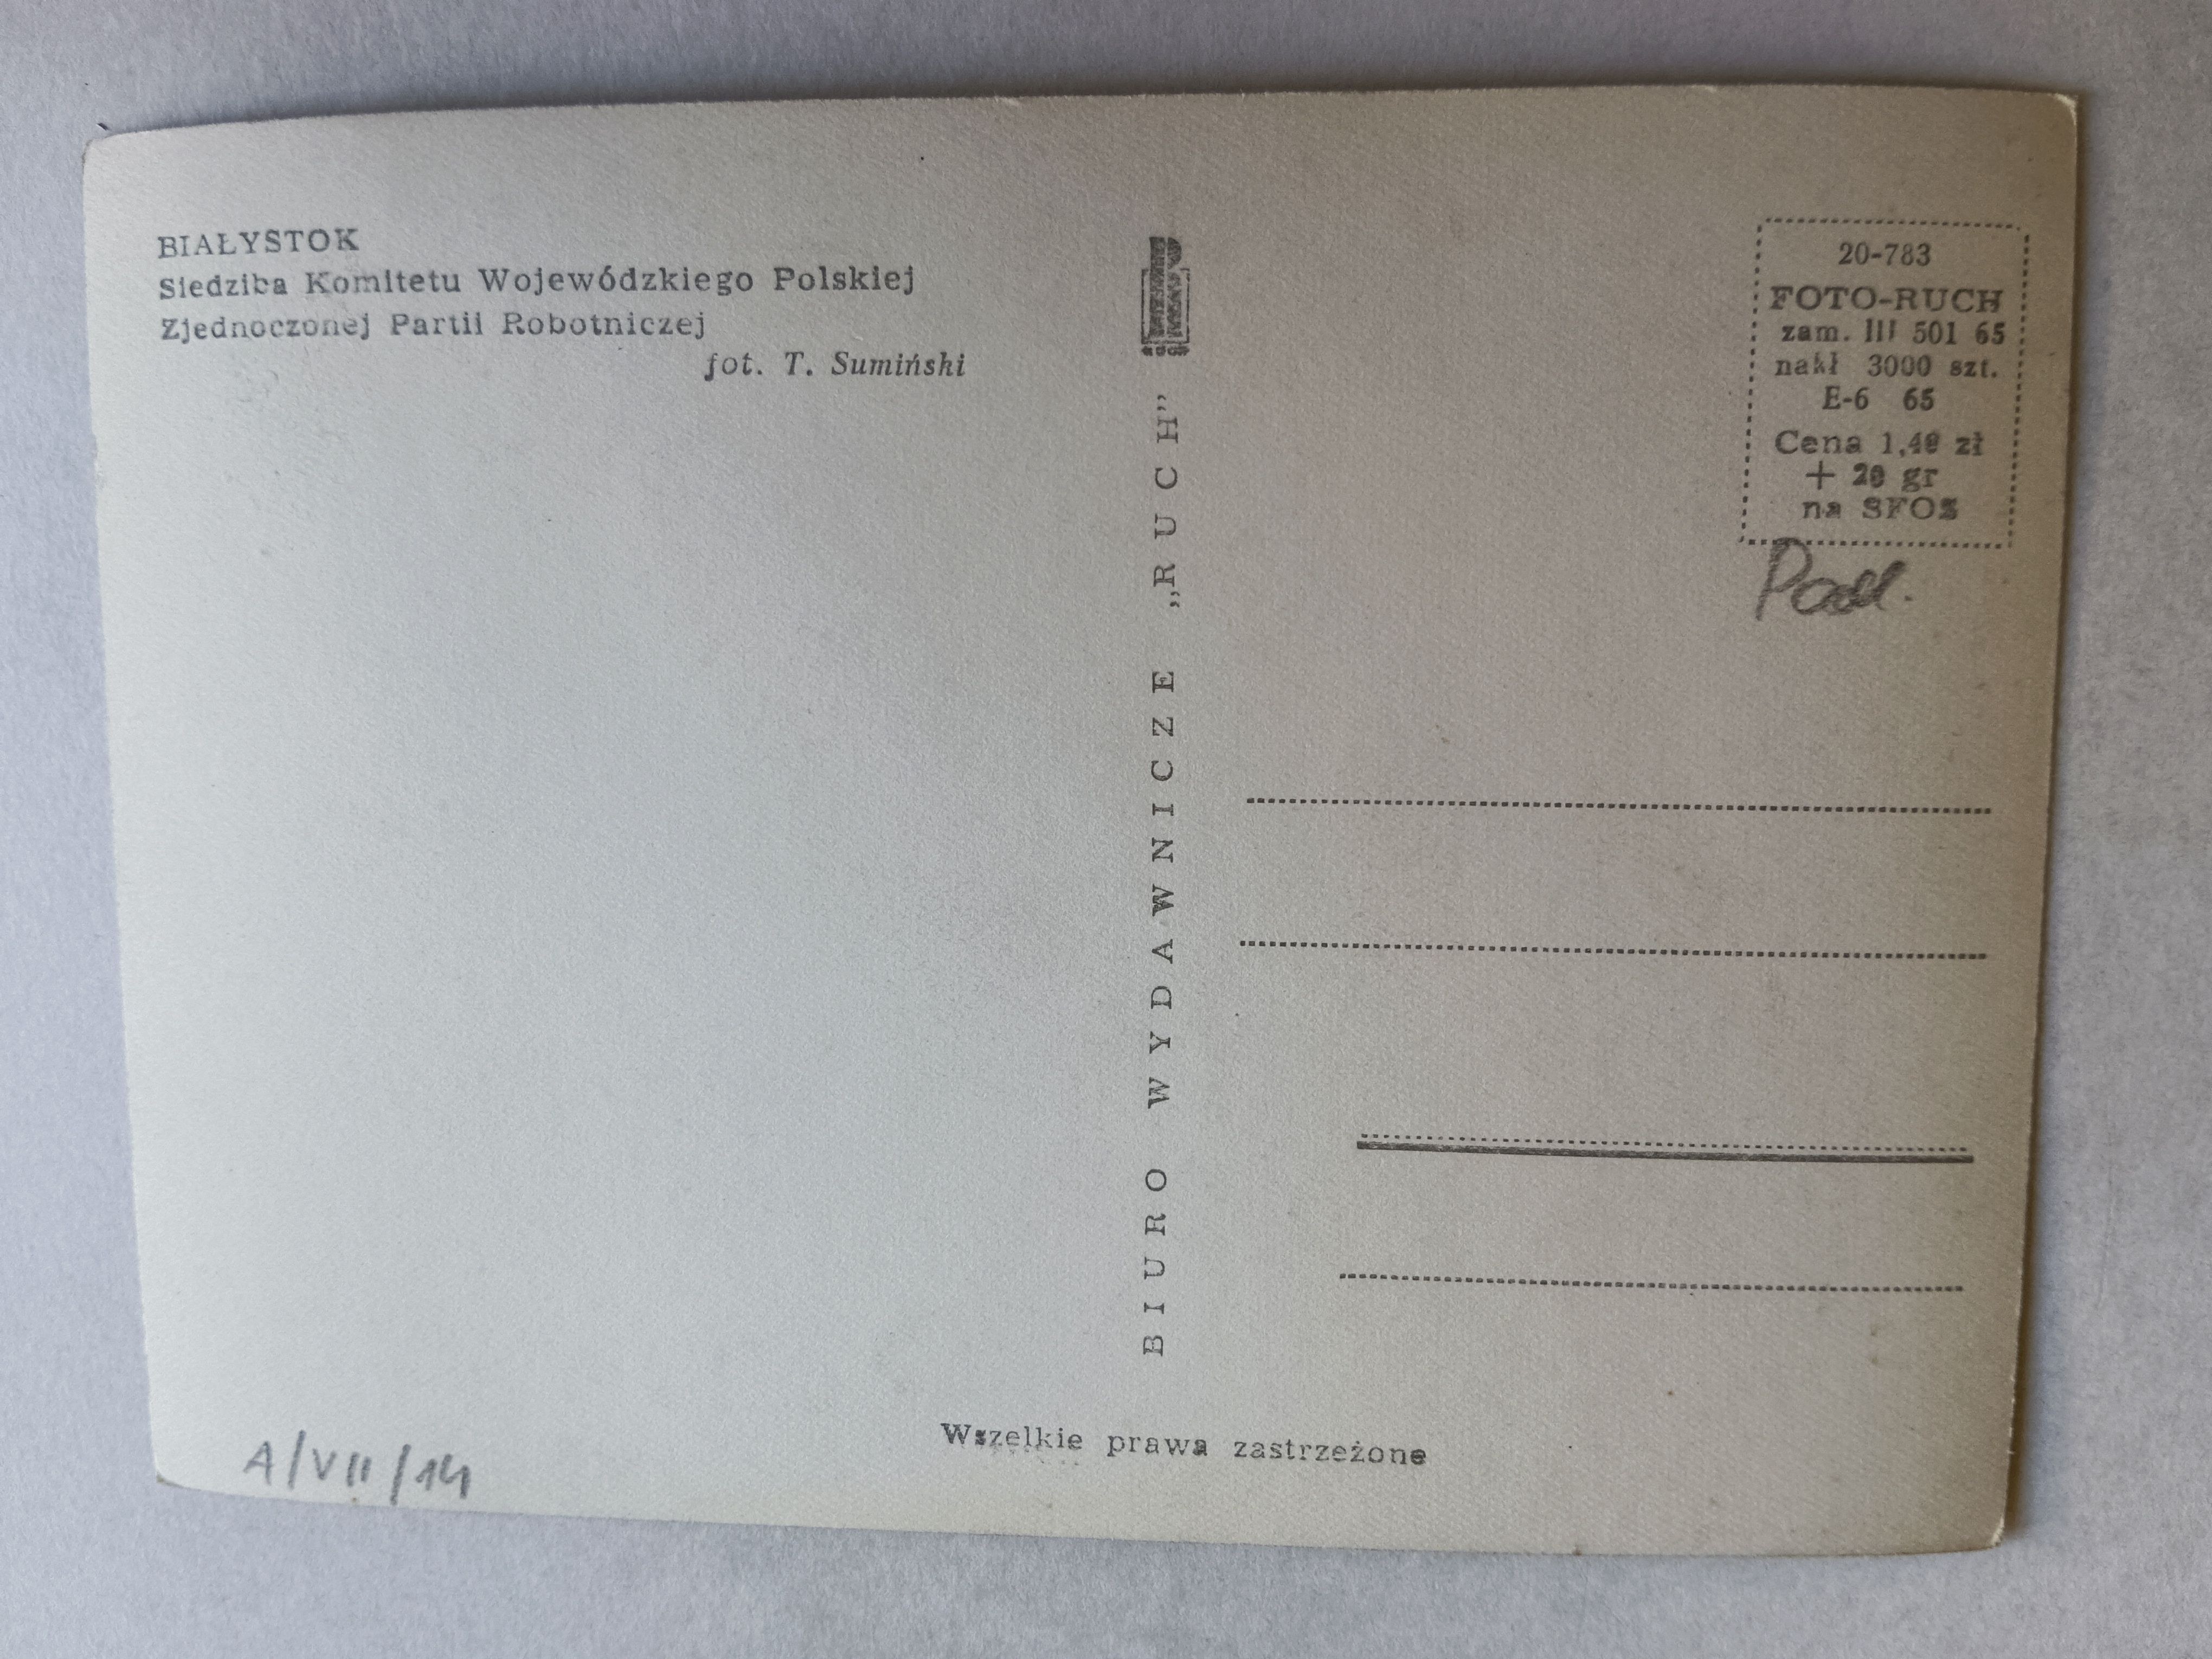 BIAŁYSTOK
Siedziba Komitetu Wojewódzkiego Polskiej
Zjednoczonej Partii Robotniczej
fot. T. Sumiński
BIURO WYDAWNICZE „RUCH”
20-783
FOTO-RUCH
zam. III 501 65
nakł 3000 szt.
E-6 65
Cena 1,40 zł
+ 20 gr
na SFOS
A/VII/14
Wszelkie prawa zastrzeżone